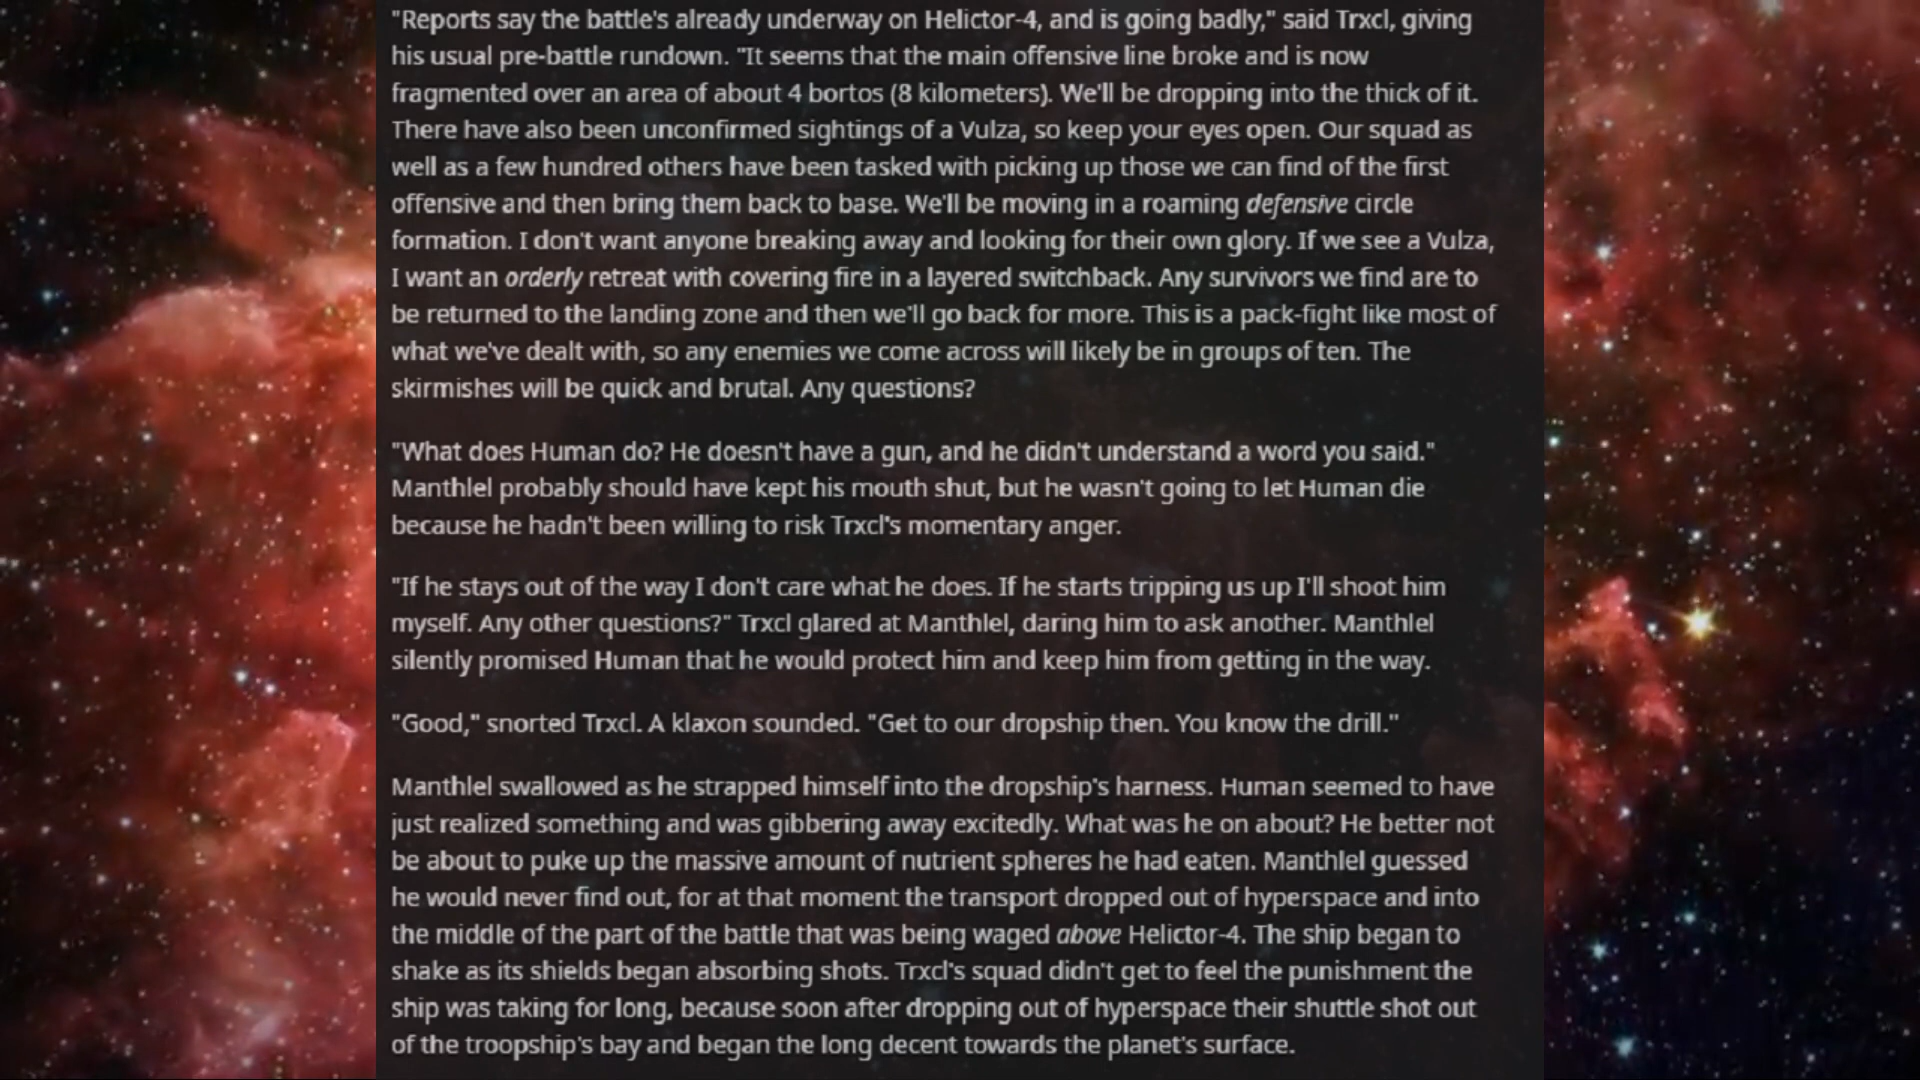 "Reports say the battle's already underway on Helictor-4, and is going badly," said Trxcl, giving
his usual pre-battle rundown. "It seems that the main offensive line broke and is now
fragmented over an area of about 4 bortos (8 kilometers). We'll be dropping into the thick of it.
There have also been unconfirmed sightings of a Vulza, so keep your eyes open. Our squad as
well as a few hundred others have been tasked with picking up those we can find of the first
offensive and then bring them back to base. We'll be moving in a roaming defensive circle
formation. I don't want anyone breaking away and looking for their own glory. If we see a Vulza,
I want an orderly retreat with covering fire in a layered switchback. Any survivors we find are to
be returned to the landing zone and then we'll go back for more. This is a pack-fight like most of
what we've dealt with, so any enemies we come across will likely be in groups of ten. The
skirmishes will be quick and brutal. Any questions?
"What does Human do? He doesn't have a gun, and he didn't understand a word you said."
Manthlel probably should have kept his mouth shut, but he wasn't going to let Human die
because he hadn't been willing to risk Trxcl's momentary anger.
"If he stays out of the way I don't care what he does. If he starts tripping us up I'll shoot him
myself. Any other questions?" Trxcl glared at Manthlel, daring him to ask another. Manthlel
silently promised Human that he would protect him and keep him from getting in the way.
"Good," snorted Trxcl. A klaxon sounded. "Get to our dropship then. You know the drill."
Manthlel swallowed as he strapped himself into the dropship's harness. Human seemed to have
just realized something and was gibbering away excitedly. What was he on about? He better not
be about to puke up the massive amount of nutrient spheres he had eaten. Manthlel guessed
he would never find out, for at that moment the transport dropped out of hyperspace and into
the middle of the part of the battle that was being waged above Helictor-4. The ship began to
shake as its shields began absorbing shots. Trxcl's squad didn't get to feel the punishment the
ship was taking for long, because soon after dropping out of hyperspace their shuttle shot out
of the troopship's bay and began the long decent towards the planet's surface.